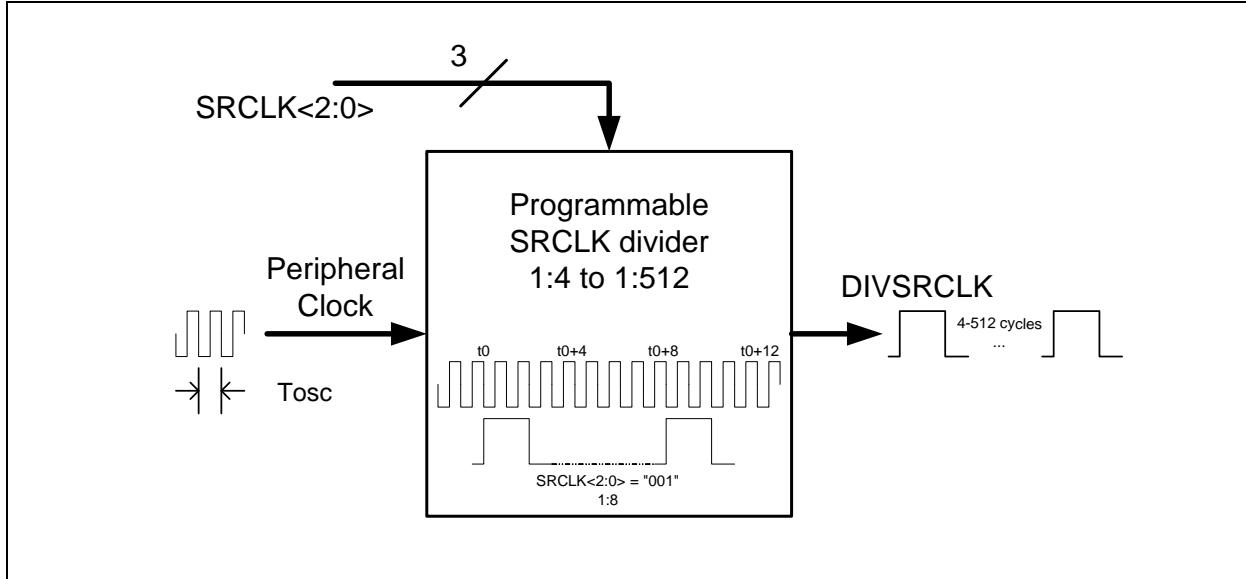 3
SRCLK<2:0>
Programmable
SRCLK divider
1:4 to 1:512
Peripheral
Clock
DIVSRCLK
4-512 cycles
...
t0 t0+4 t0+8 t0+12
Tosc
SRCLK<2:0> = "001"
1:8